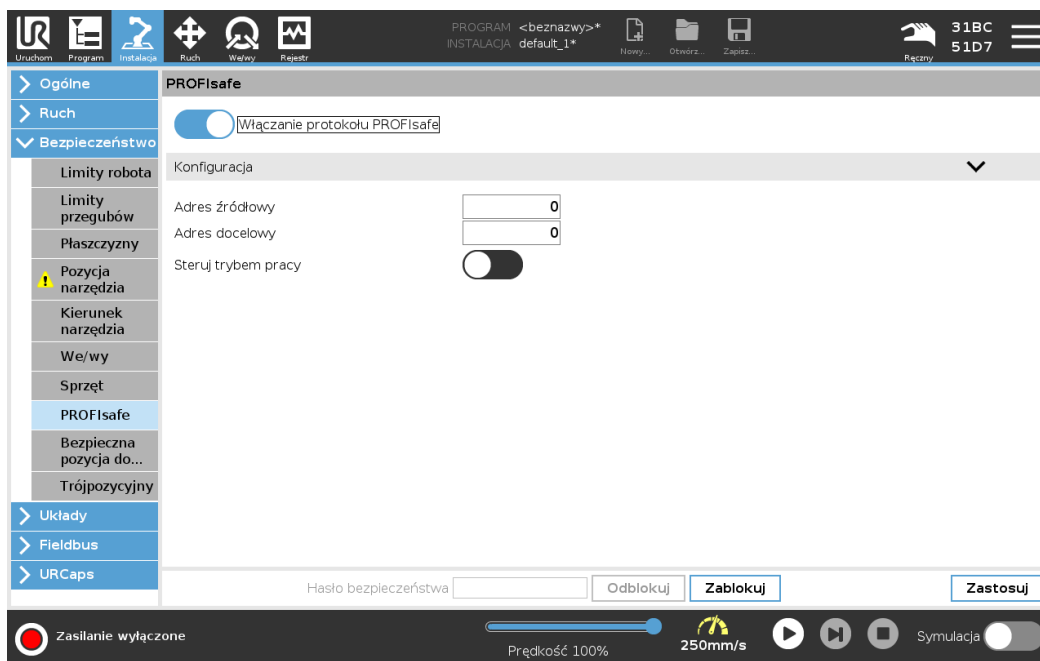 PROGRAM <beznazwy>*
INSTALACJA default_1*
UR
Uruchom
Program
Instalacja
Ruch
We/wy
Rejestr
Nowy...
Otwórz...
Zapisz...
Ręczny
31BC
51D7
Ogólne
Ruch
Bezpieczeństwo
Limity robota
Limity
przegubów
Płaszczyzny
Pozycja
narzędzia
Kierunek
narzędzia
We/wy
Sprzęt
PROFIsafe
Bezpieczna
pozycja do...
Trójpozycyjny
Układy
Fieldbus
URCaps
PROFIsafe
Włączanie protokołu PROFIsafe
Konfiguracja
Adres źródłowy 0
Adres docelowy 0
Steruj trybem pracy
Hasło bezpieczeństwa Odblokuj Zablokuj Zastosuj
Zasilanie wyłączone
Prędkość 100%
250mm/s
Symulacja